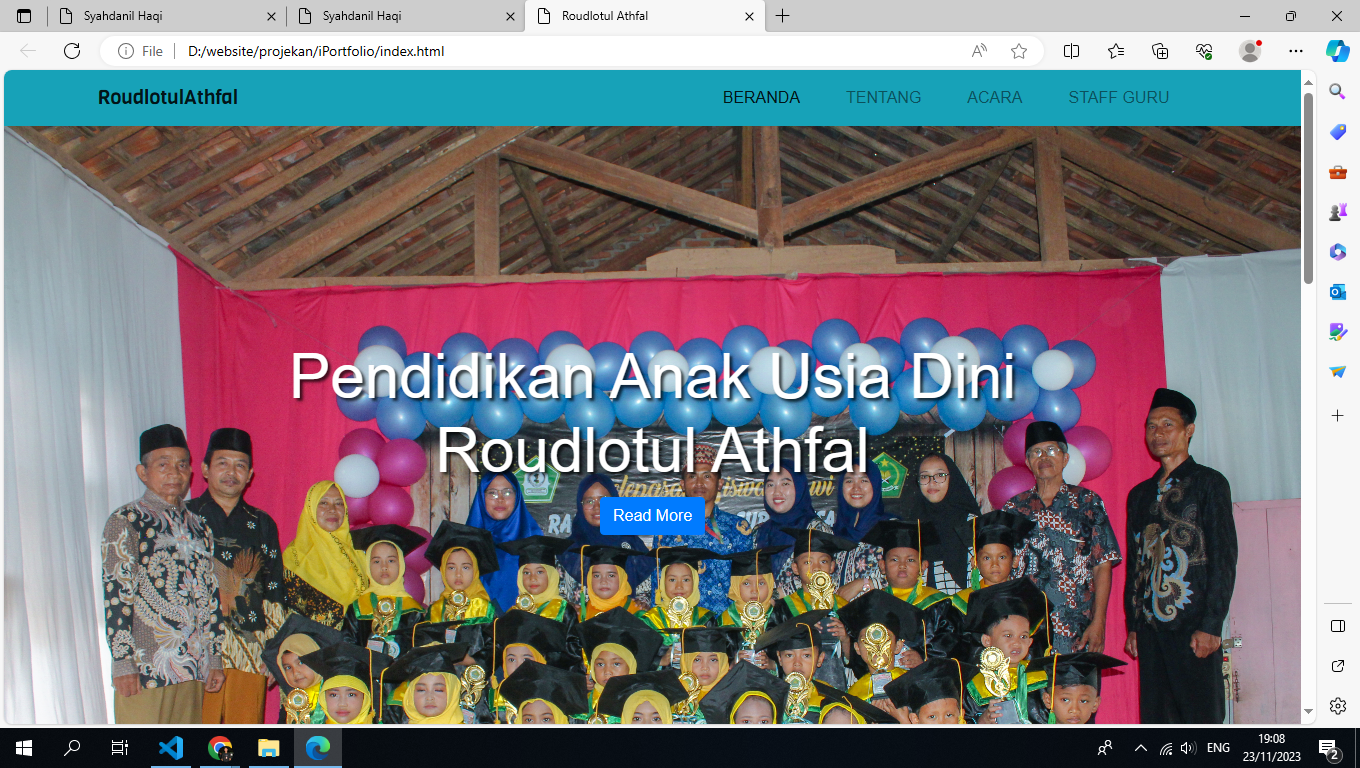 Syahdanil Haqi
Syahdanil Haqi
Roudlotul Athfal
File
D:/website/projekan/iPortfolio/index.html
RoudlotulAthfal
BERANDA
TENTANG
ACARA
STAFF GURU
Pendidikan Anak Usia Dini
Roudlotul Athfal
Read More
ENG
19:08
23/11/2023
2